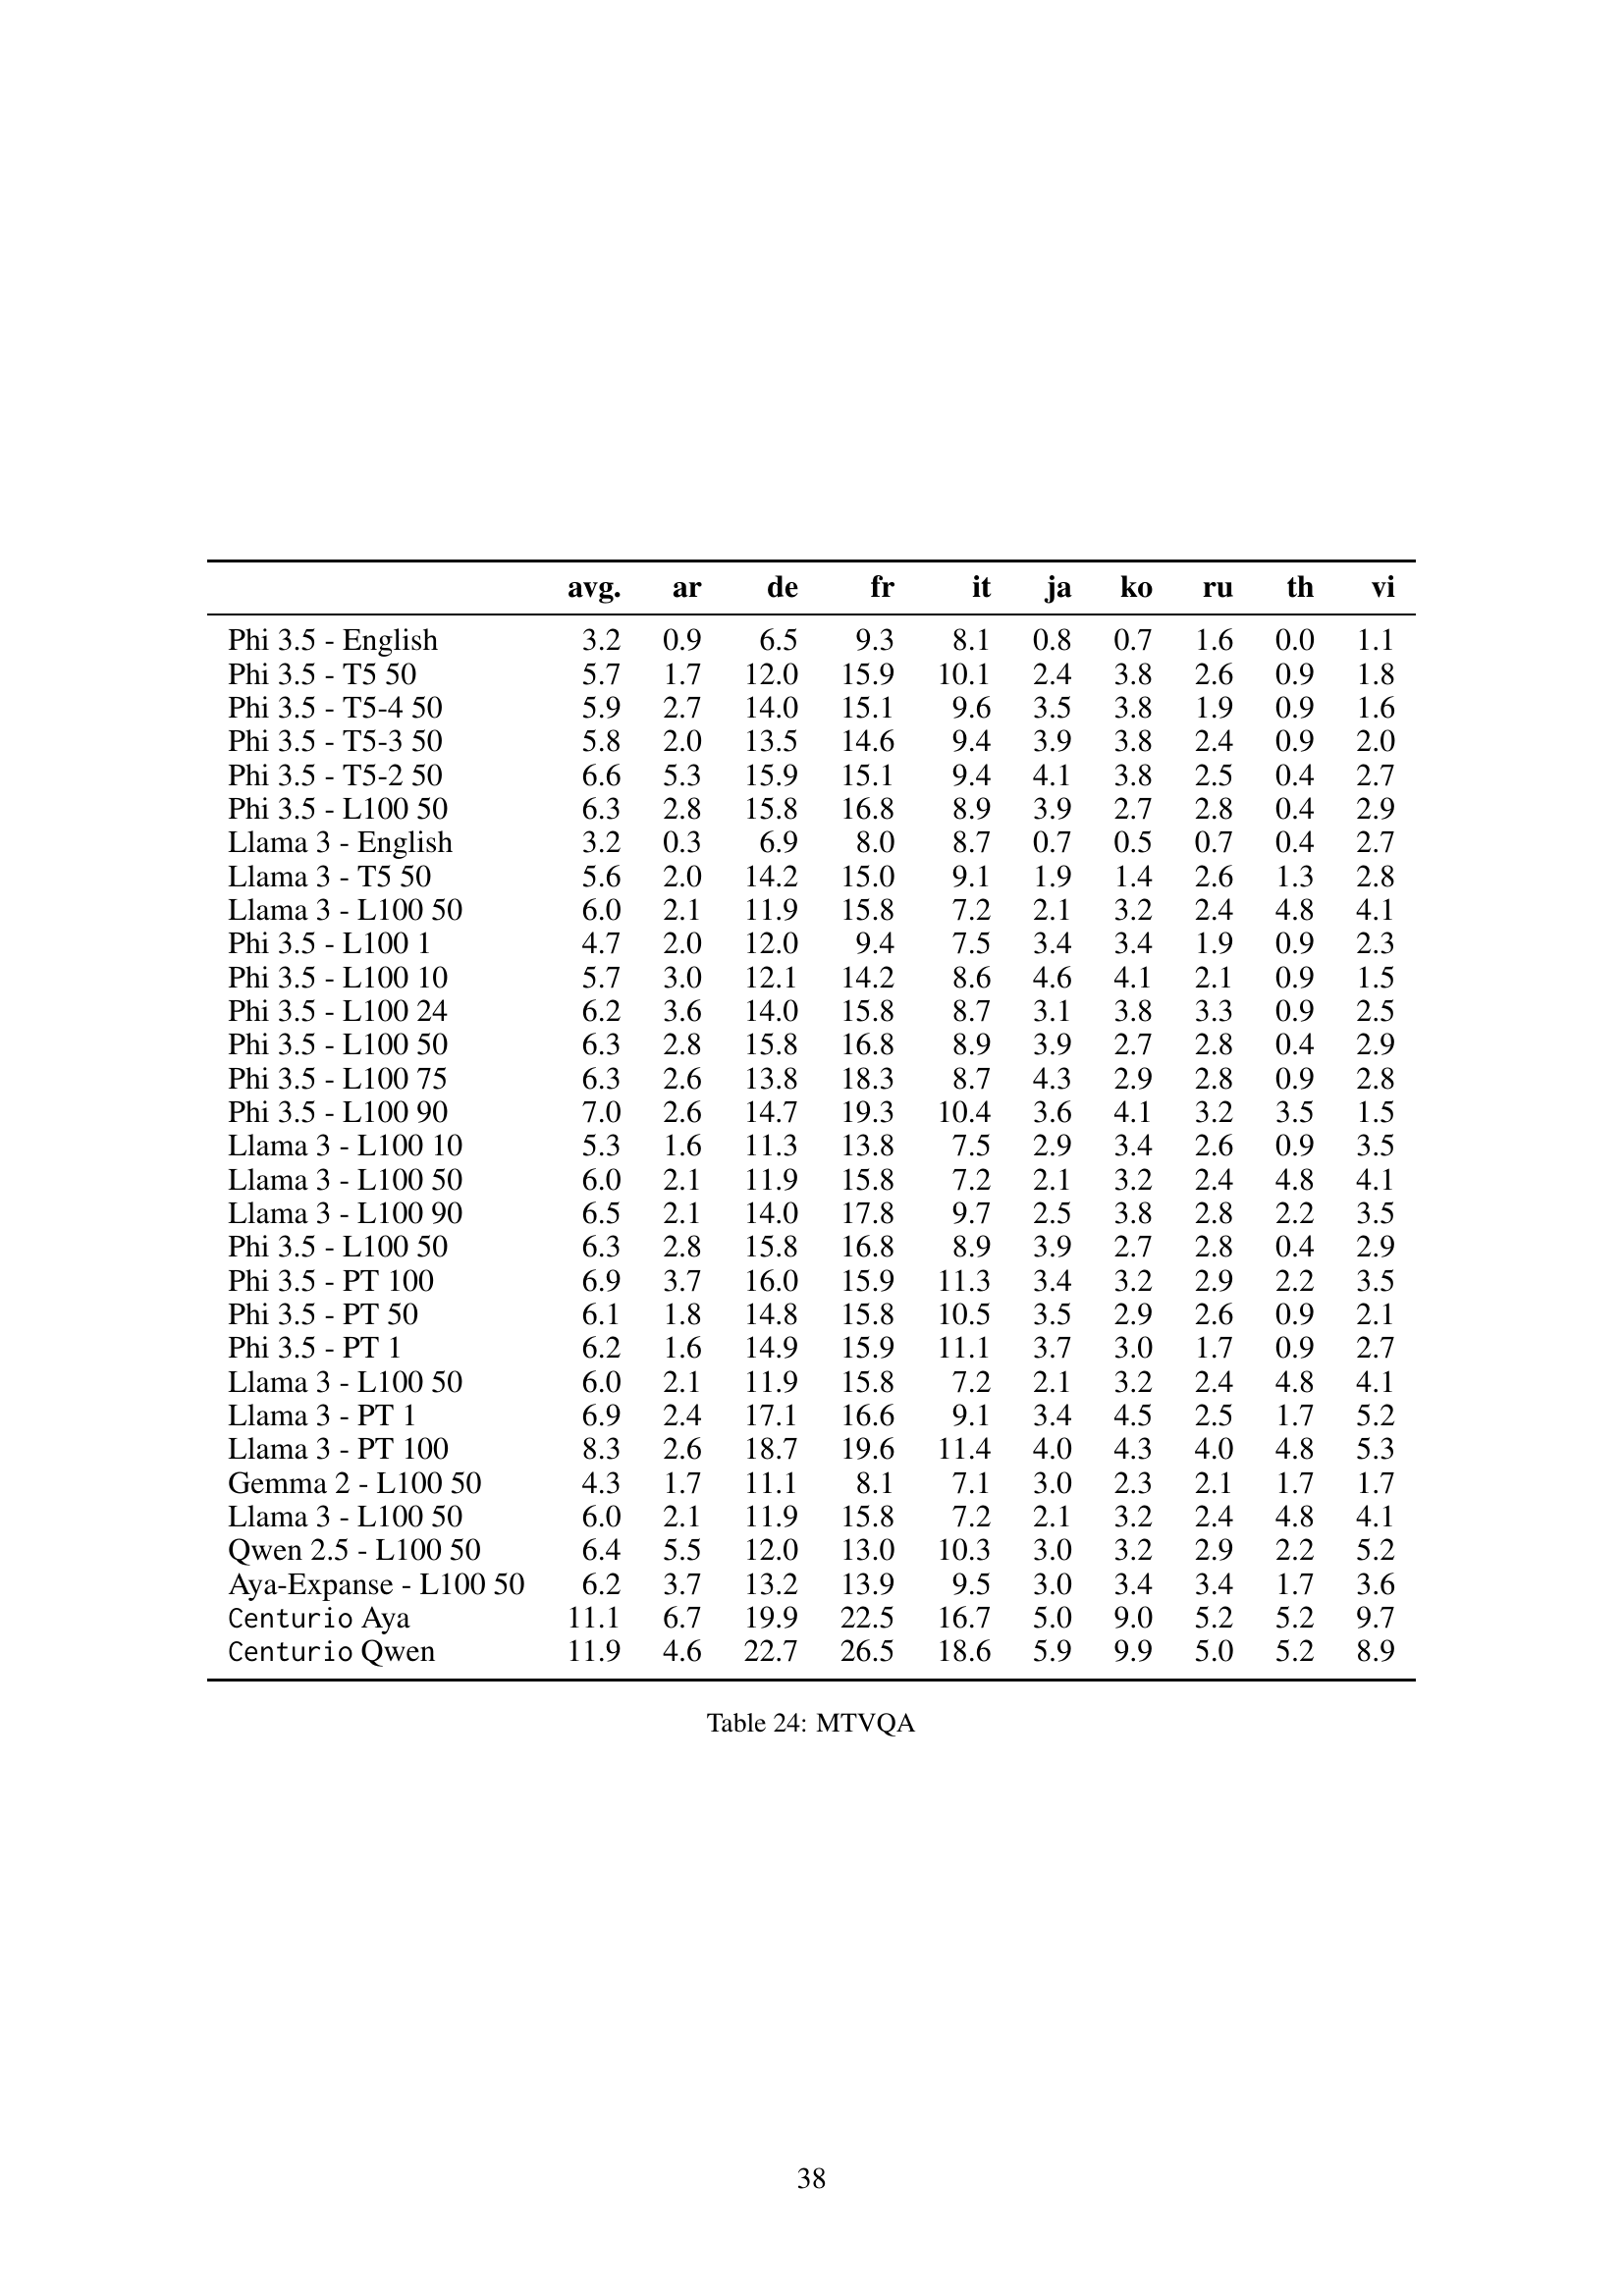 avg. ar de fr it ja ko ru th vi
Phi 3.5 - English 3.2 0.9 6.5 9.3 8.1 0.8 0.7 1.6 0.0 1.1
Phi 3.5 - T5 50 5.7 1.7 12.0 15.9 10.1 2.4 3.8 2.6 0.9 1.8
Phi 3.5 - T5-4 50 5.9 2.7 14.0 15.1 9.6 3.5 3.8 1.9 0.9 1.6
Phi 3.5 - T5-3 50 5.8 2.0 13.5 14.6 9.4 3.9 3.8 2.4 0.9 2.0
Phi 3.5 - T5-2 50 6.6 5.3 15.9 15.1 9.4 4.1 3.8 2.5 0.4 2.7
Phi 3.5 - L100 50 6.3 2.8 15.8 16.8 8.9 3.9 2.7 2.8 0.4 2.9
Llama 3 - English 3.2 0.3 6.9 8.0 8.7 0.7 0.5 0.7 0.4 2.7
Llama 3 - T5 50 5.6 2.0 14.2 15.0 9.1 1.9 1.4 2.6 1.3 2.8
Llama 3 - L100 50 6.0 2.1 11.9 15.8 7.2 2.1 3.2 2.4 4.8 4.1
Phi 3.5 - L100 1 4.7 2.0 12.0 9.4 7.5 3.4 3.4 1.9 0.9 2.3
Phi 3.5 - L100 10 5.7 3.0 12.1 14.2 8.6 4.6 4.1 2.1 0.9 1.5
Phi 3.5 - L100 24 6.2 3.6 14.0 15.8 8.7 3.1 3.8 3.3 0.9 2.5
Phi 3.5 - L100 50 6.3 2.8 15.8 16.8 8.9 3.9 2.7 2.8 0.4 2.9
Phi 3.5 - L100 75 6.3 2.6 13.8 18.3 8.7 4.3 2.9 2.8 0.9 2.8
Phi 3.5 - L100 90 7.0 2.6 14.7 19.3 10.4 3.6 4.1 3.2 3.5 1.5
Llama 3 - L100 10 5.3 1.6 11.3 13.8 7.5 2.9 3.4 2.6 0.9 3.5
Llama 3 - L100 50 6.0 2.1 11.9 15.8 7.2 2.1 3.2 2.4 4.8 4.1
Llama 3 - L100 90 6.5 2.1 14.0 17.8 9.7 2.5 3.8 2.8 2.2 3.5
Phi 3.5 - L100 50 6.3 2.8 15.8 16.8 8.9 3.9 2.7 2.8 0.4 2.9
Phi 3.5 - PT 100 6.9 3.7 16.0 15.9 11.3 3.4 3.2 2.9 2.2 3.5
Phi 3.5 - PT 50 6.1 1.8 14.8 15.8 10.5 3.5 2.9 2.6 0.9 2.1
Phi 3.5 - PT 1 6.2 1.6 14.9 15.9 11.1 3.7 3.0 1.7 0.9 2.7
Llama 3 - L100 50 6.0 2.1 11.9 15.8 7.2 2.1 3.2 2.4 4.8 4.1
Llama 3 - PT 1 6.9 2.4 17.1 16.6 9.1 3.4 4.5 2.5 1.7 5.2
Llama 3 - PT 100 8.3 2.6 18.7 19.6 11.4 4.0 4.3 4.0 4.8 5.3
Gemma 2 - L100 50 4.3 1.7 11.1 8.1 7.1 3.0 2.3 2.1 1.7 1.7
Llama 3 - L100 50 6.0 2.1 11.9 15.8 7.2 2.1 3.2 2.4 4.8 4.1
Qwen 2.5 - L100 50 6.4 5.5 12.0 13.0 10.3 3.0 3.2 2.9 2.2 5.2
Aya-Expanse - L100 50 6.2 3.7 13.2 13.9 9.5 3.0 3.4 3.4 1.7 3.6
Centurio Aya 11.1 6.7 19.9 22.5 16.7 5.0 9.0 5.2 5.2 9.7
Centurio Qwen 11.9 4.6 22.7 26.5 18.6 5.9 9.9 5.0 5.2 8.9
Table 24: MTVQA
38